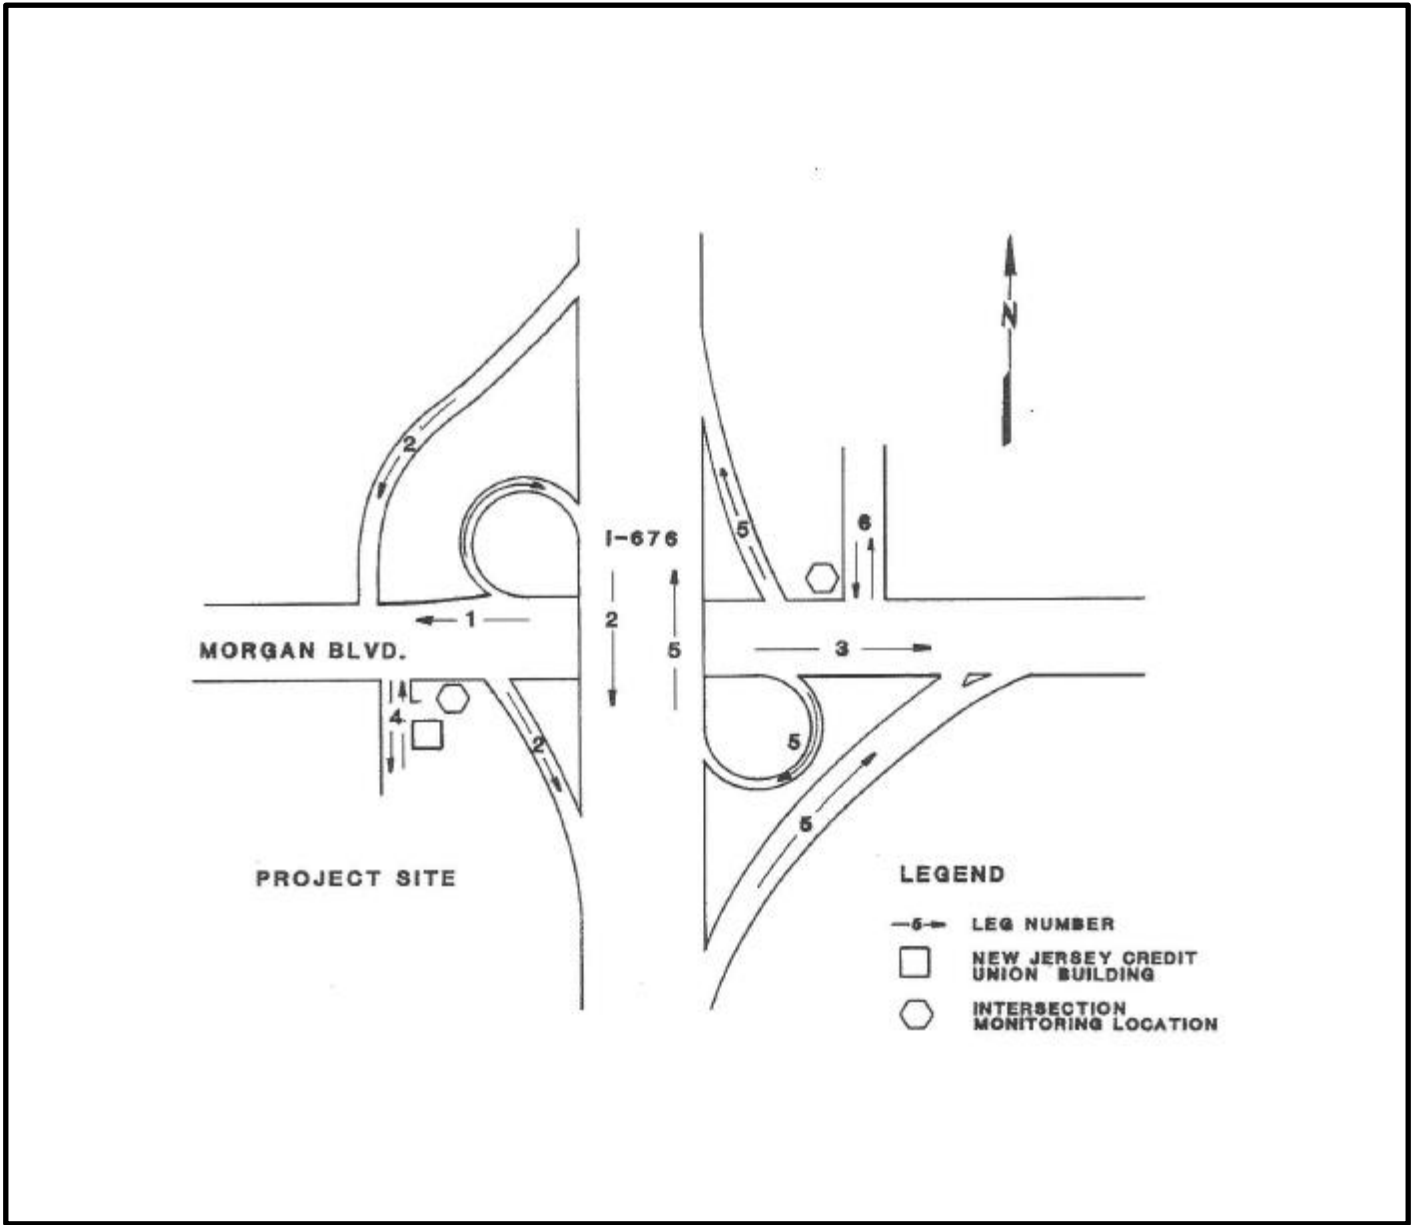 N
2
I-676
5
6
1
2
MORGAN BLVD.
5
3
4
2
5
5
PROJECT SITE
LEGEND
5 LEG NUMBER
NEW JERSEY CREDIT
UNION BUILDING
INTERSECTION
MONITORING LOCATION